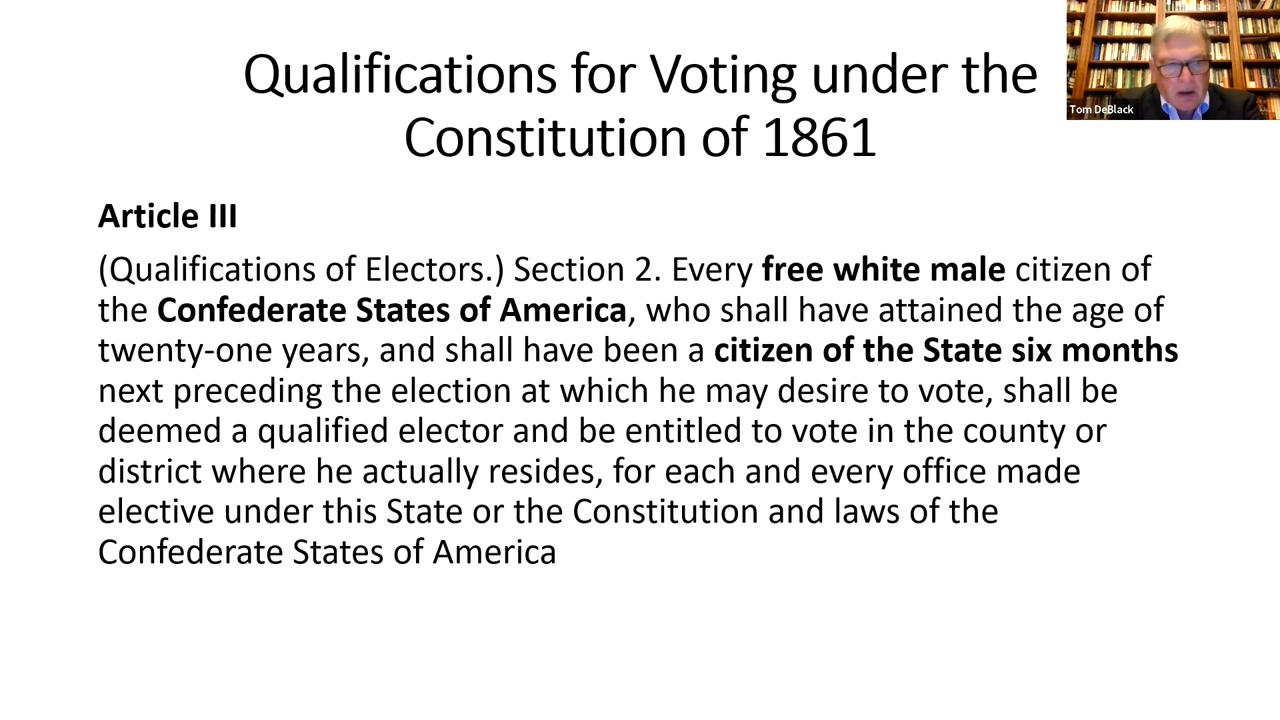 Qualifications for Voting under the
Constitution of 1861
Tom DeBlack
Article III
(Qualifications of Electors.) Section 2. Every free white male citizen of
the Confederate States of America, who shall have attained the age of
twenty-one years, and shall have been a citizen of the State six months
next preceding the election at which he may desire to vote, shall be
deemed a qualified elector and be entitled to vote in the county or
district where he actually resides, for each and every office made
elective under this State or the Constitution and laws of the
Confederate States of America